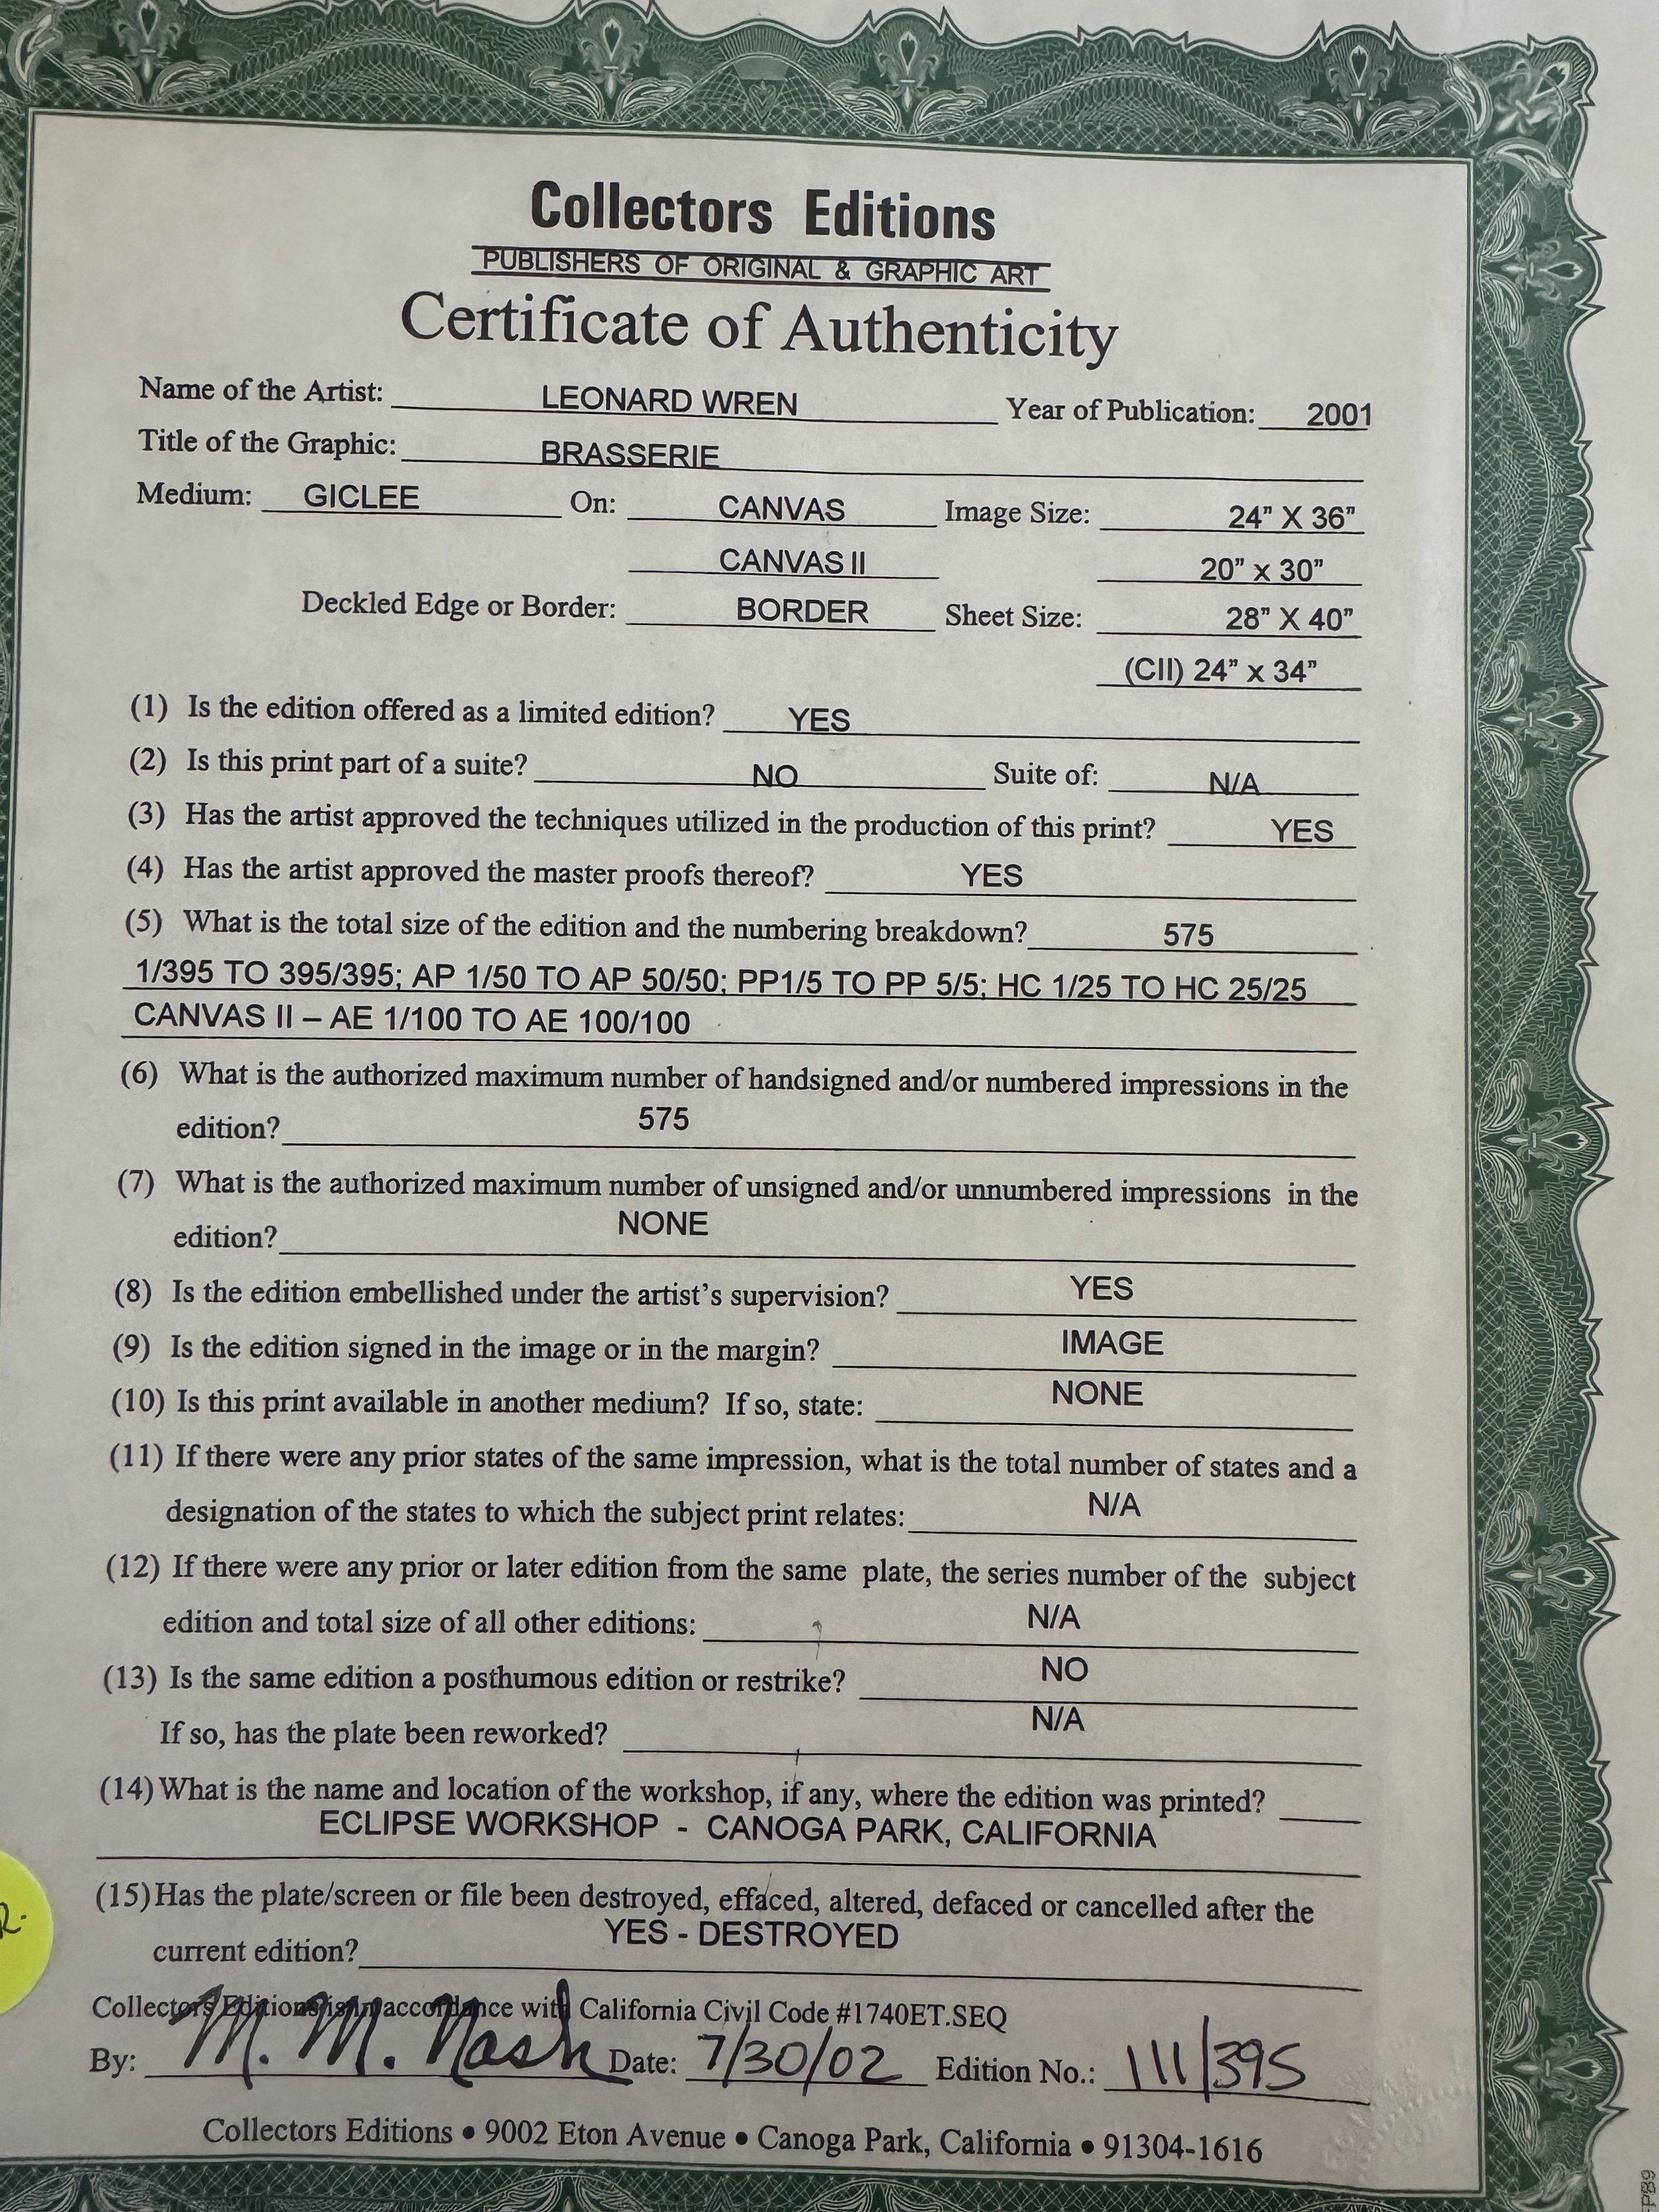 Collectors Editions
PUBLISHERS OF ORIGINAL & GRAPHIC ART
Certificate of Authenticity
Name of the Artist: LEONARD WREN Year of Publication: 2001
Title of the Graphic: BRASSERIE
Medium: GICLEE On: CANVAS Image Size: 24" X 36"
CANVAS II 20" x 30"
Deckled Edge or Border: BORDER Sheet Size: 28" X 40"
(CII) 24" x 34"
(1) Is the edition offered as a limited edition? YES
(2) Is this print part of a suite? NO Suite of: N/A
(3) Has the artist approved the techniques utilized in the production of this print? YES
(4) Has the artist approved the master proofs thereof? YES
(5) What is the total size of the edition and the numbering breakdown? 575
1/395 TO 395/395; AP 1/50 TO AP 50/50; PP1/5 TO PP 5/5; HC 1/25 TO HC 25/25
CANVAS II – AE 1/100 TO AE 100/100
(6) What is the authorized maximum number of handsigned and/or numbered impressions in the
edition? 575
(7) What is the authorized maximum number of unsigned and/or unnumbered impressions in the
edition? NONE
(8) Is the edition embellished under the artist's supervision? YES
(9) Is the edition signed in the image or in the margin? IMAGE
(10) Is this print available in another medium? If so, state: NONE
(11) If there were any prior states of the same impression, what is the total number of states and a
designation of the states to which the subject print relates: N/A
(12) If there were any prior or later edition from the same plate, the series number of the subject
edition and total size of all other editions: N/A
(13) Is the same edition a posthumous edition or restrike? NO
If so, has the plate been reworked? N/A
(14) What is the name and location of the workshop, if any, where the edition was printed?
ECLIPSE WORKSHOP - CANOGA PARK, CALIFORNIA
(15) Has the plate/screen or file been destroyed, effaced, altered, defaced or cancelled after the
current edition? YES - DESTROYED
Collectors Editions is in accordance with California Civil Code #1740ET.SEQ
By: M. M. Nash Date: 7/30/02 Edition No.: 111/395
Collectors Editions • 9002 Eton Avenue • Canoga Park, California • 91304-1616